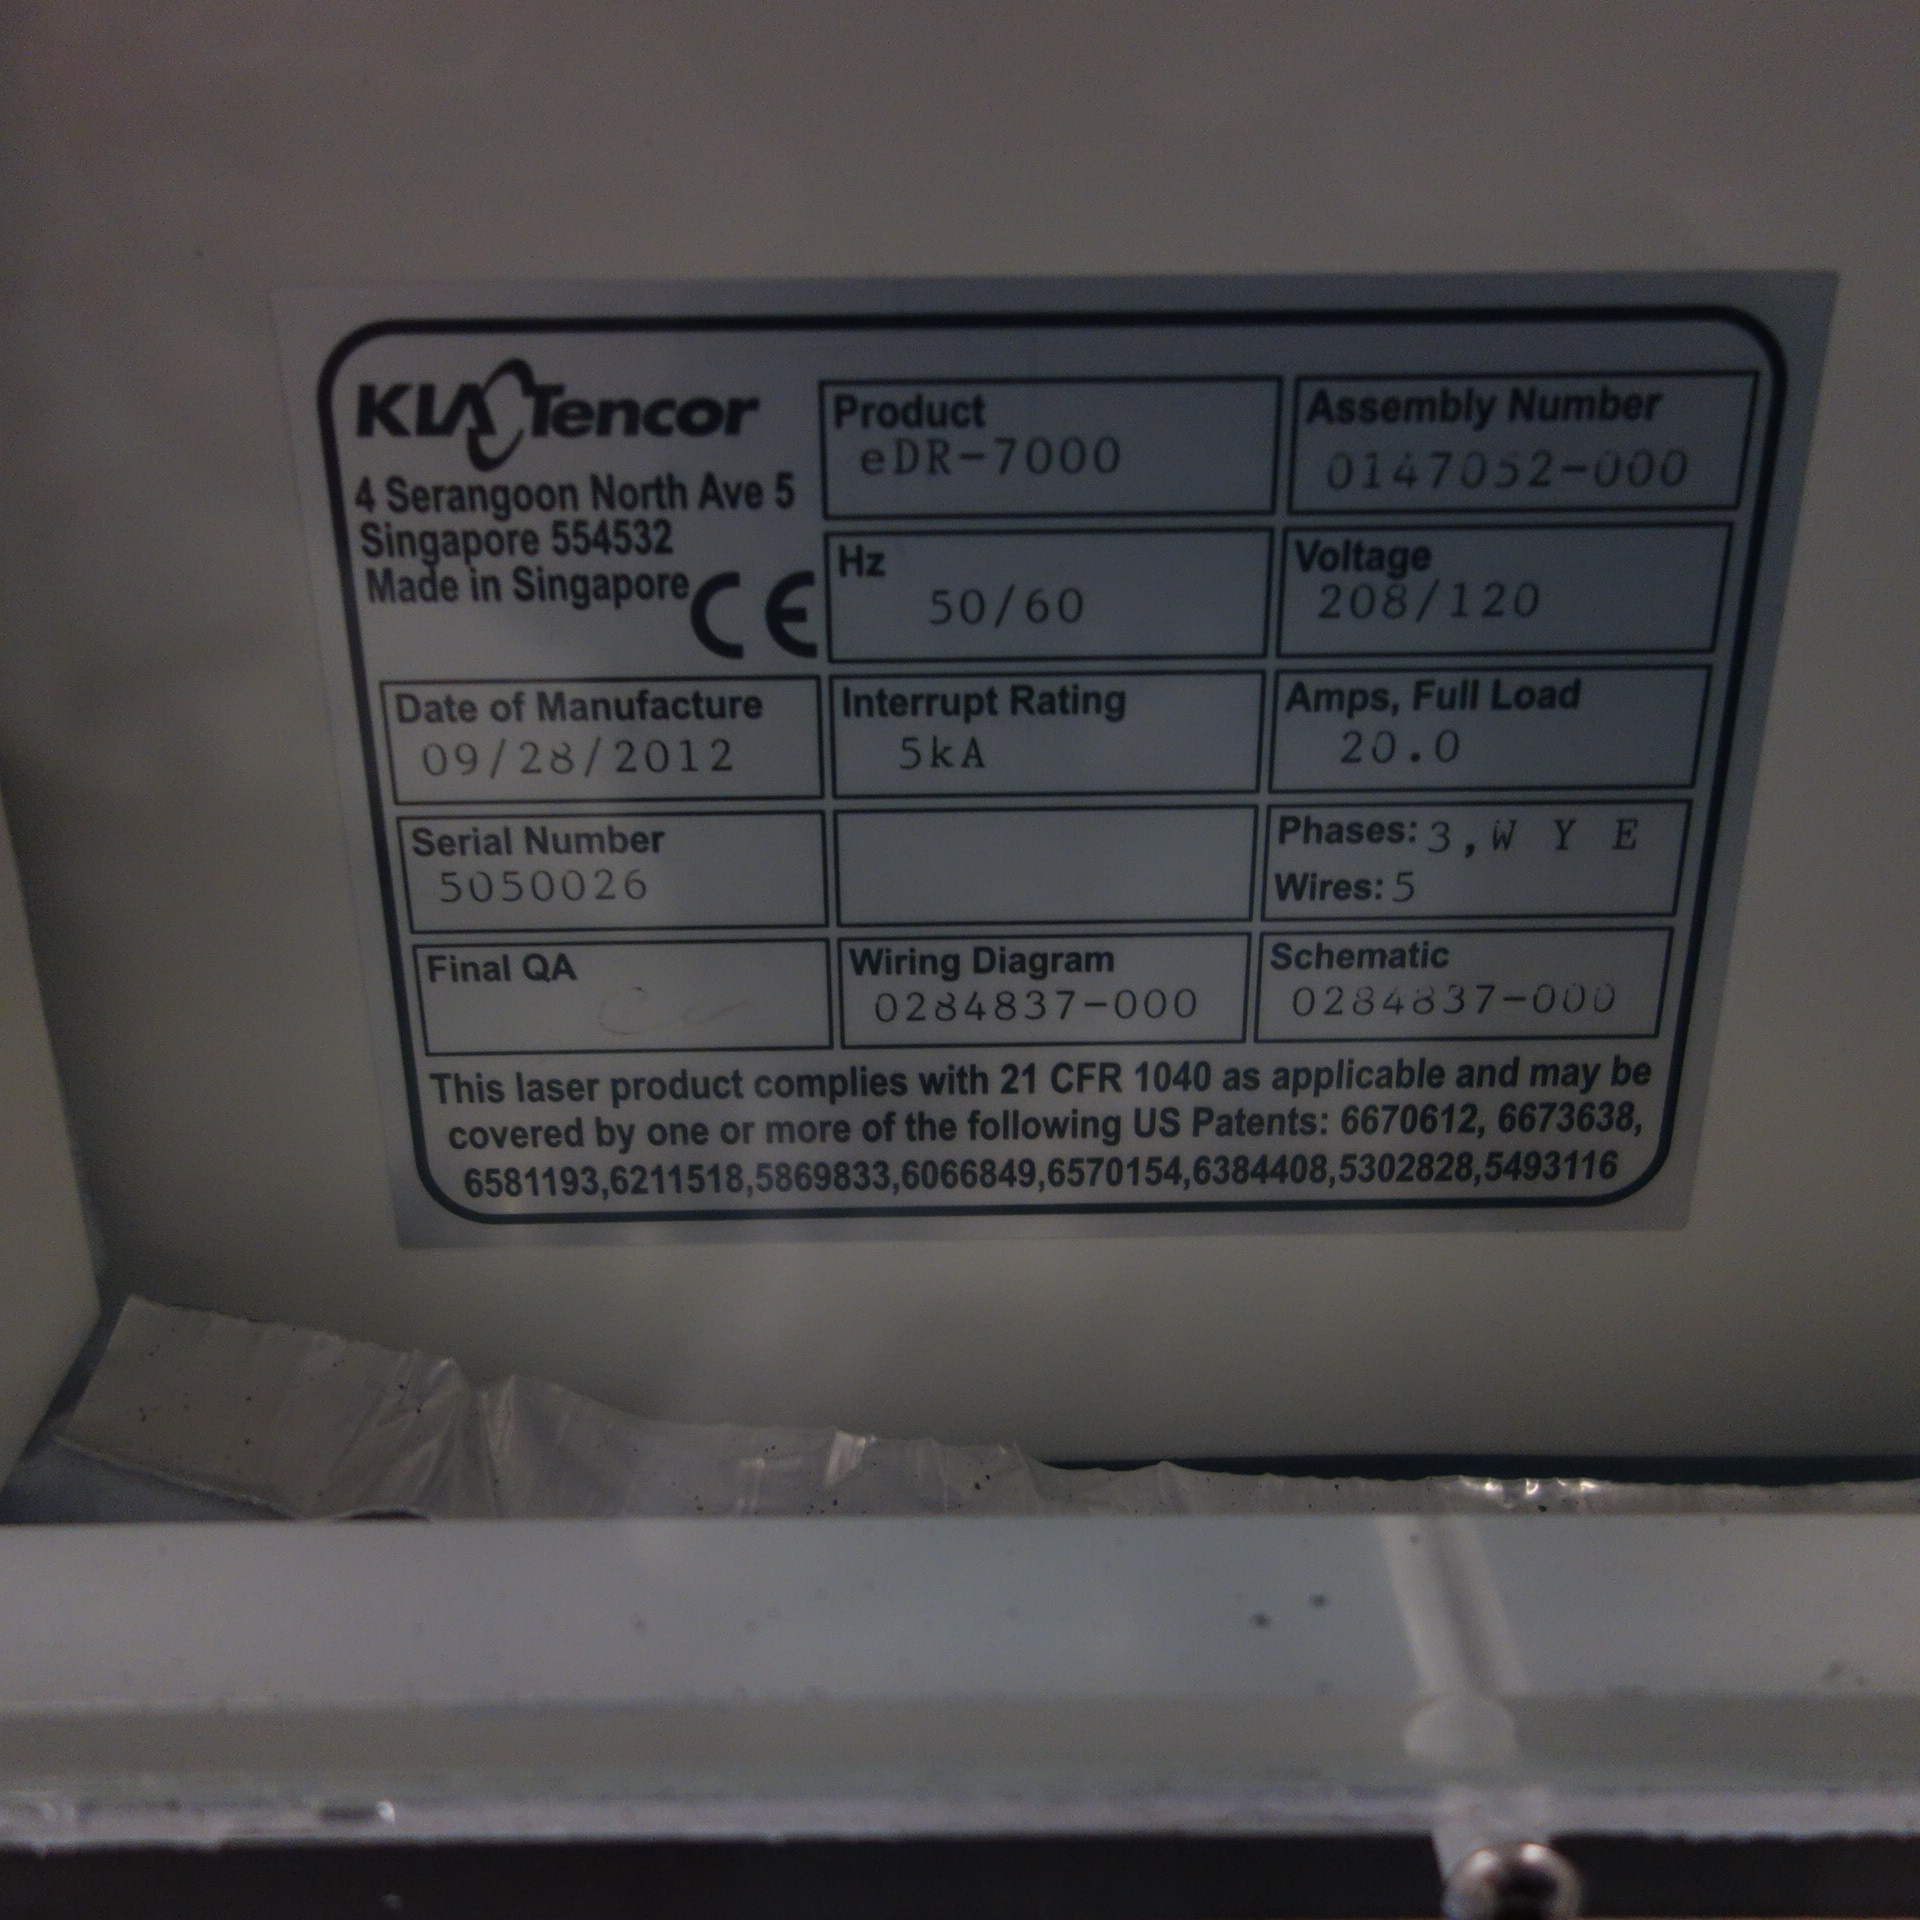 KLA Tencor
4 Serangoon North Ave 5
Singapore 554532
Made in Singapore
CE
Product
eDR-7000
Assembly Number
0147052-000
Hz
50/60
Voltage
208/120
Date of Manufacture
09/28/2012
Interrupt Rating
5kA
Amps, Full Load
20.0
Serial Number
5050026
Phases: 3, W Y E
Wires: 5
Final QA
Wiring Diagram
0284837-000
Schematic
0284837-000
This laser product complies with 21 CFR 1040 as applicable and may be
covered by one or more of the following US Patents: 6670612, 6673638,
6581193,6211518,5869833,6066849,6570154,6384408,5302828,5493116